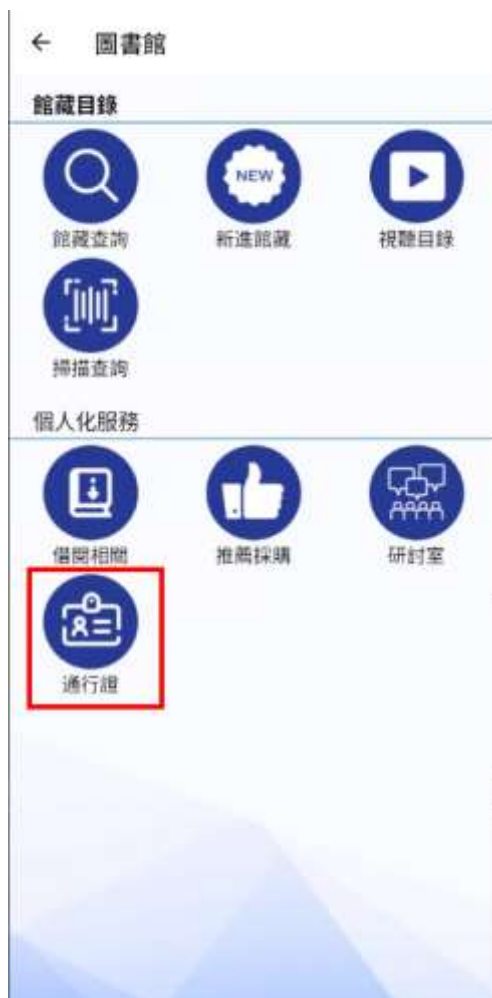 ← 圖書館
館藏目錄
館藏查詢 新進館藏 視聽目錄
NEW
掃描查詢
個人化服務
借閱相關 推薦採購 研討室
通行證